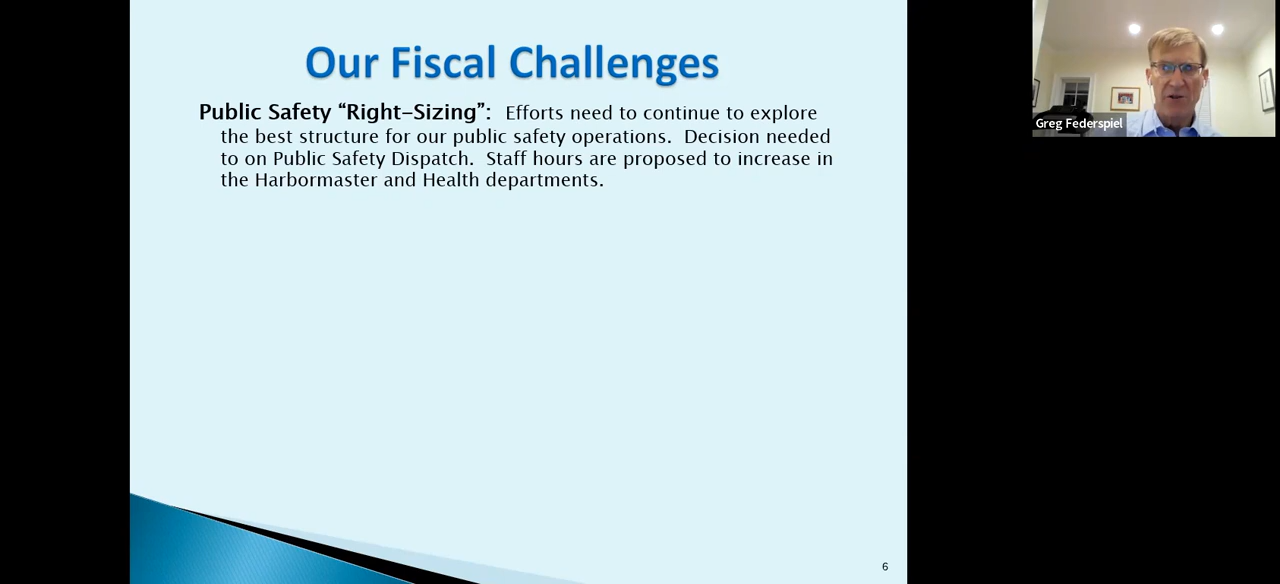 Our Fiscal Challenges
Public Safety “Right-Sizing”: Efforts need to continue to explore
the best structure for our public safety operations. Decision needed
to on Public Safety Dispatch. Staff hours are proposed to increase in
the Harbormaster and Health departments.
6
Greg Federspiel